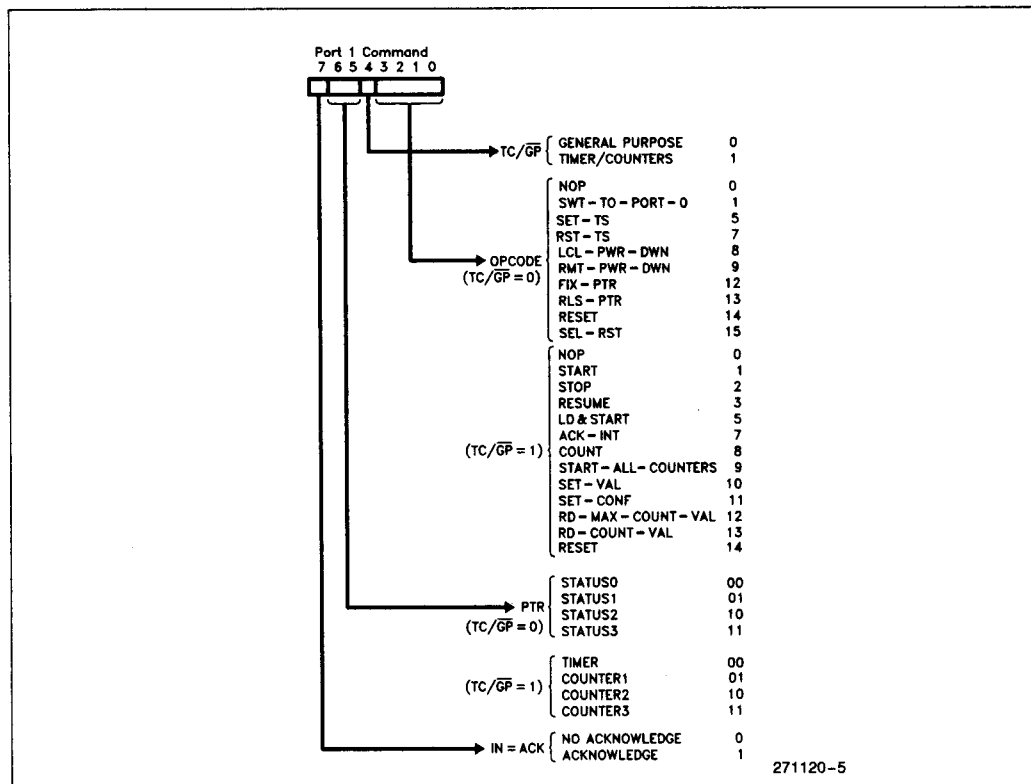 Port 1 Command
7 6 5 4 3 2 1 0
TC/GP
GENERAL PURPOSE 0
TIMER/COUNTERS 1
OPCODE
(TC/GP = 0)
NOP 0
SWT-TO-PORT-0 1
SET-TS 5
RST-TS 7
LCL-PWR-DWN 8
RMT-PWR-DWN 9
FIX-PTR 12
RLS-PTR 13
RESET 14
SEL-RST 15
(TC/GP = 1)
NOP 0
START 1
STOP 2
RESUME 3
LD & START 5
ACK-INT 7
COUNT 8
START-ALL-COUNTERS 9
SET-VAL 10
SET-CONF 11
RD-MAX-COUNT-VAL 12
RD-COUNT-VAL 13
RESET 14
PTR
(TC/GP = 0)
STATUS0 00
STATUS1 01
STATUS2 10
STATUS3 11
(TC/GP = 1)
TIMER 00
COUNTER1 01
COUNTER2 10
COUNTER3 11
IN = ACK
NO ACKNOWLEDGE 0
ACKNOWLEDGE 1
271120-5